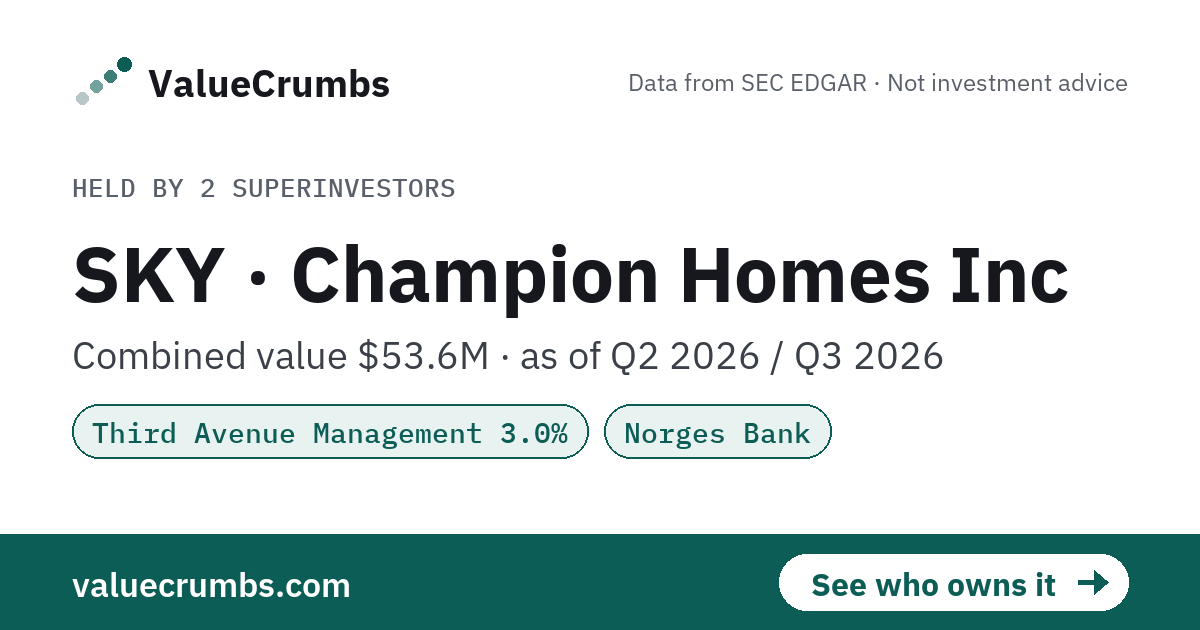 ValueCrumbs
Data from SEC EDGAR · Not investment advice
HELD BY 2 SUPERINVESTORS
SKY · Champion Homes Inc
Combined value $53.6M · as of Q2 2026 / Q3 2026
Third Avenue Management 3.0%
Norges Bank
valuecrumbs.com
See who owns it